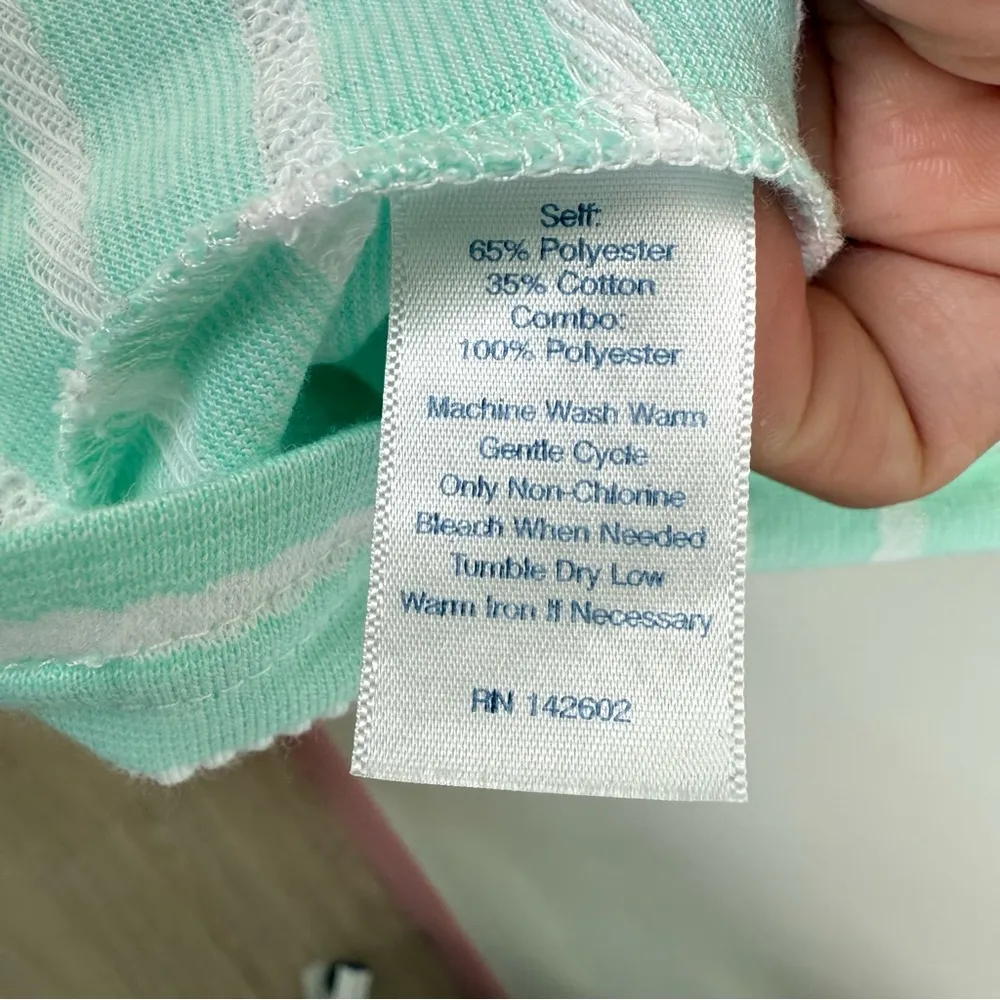 Self:
65% Polyester
35% Cotton
Combo:
100% Polyester
Machine Wash Warm
Gentle Cycle
Only Non-Chlorine
Bleach When Needed
Tumble Dry Low
Warm Iron If Necessary
RN 142602